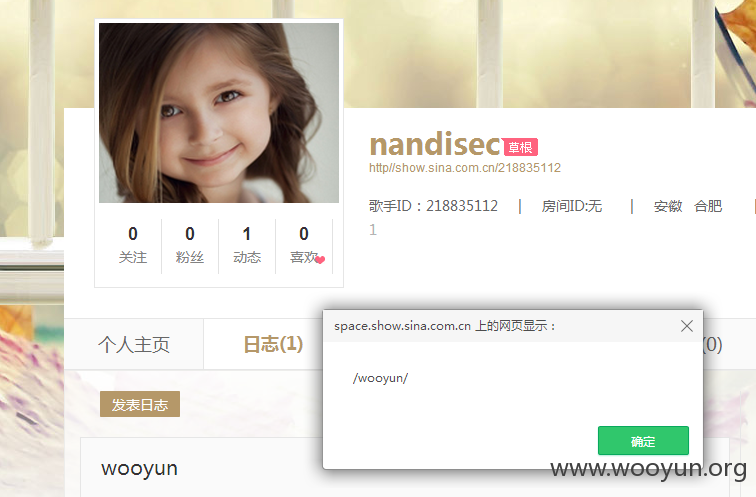 nandisec 草根
http//show.sina.com.cn/218835112
歌手ID：218835112 | 房间ID:无 | 安徽 合肥 |
1
0 0 1 0
关注 粉丝 动态 喜欢
space.show.sina.com.cn 上的网页显示：
/wooyun/
确定
个人主页 日志(1) (0)
发表日志
wooyun
www.wooyun.org